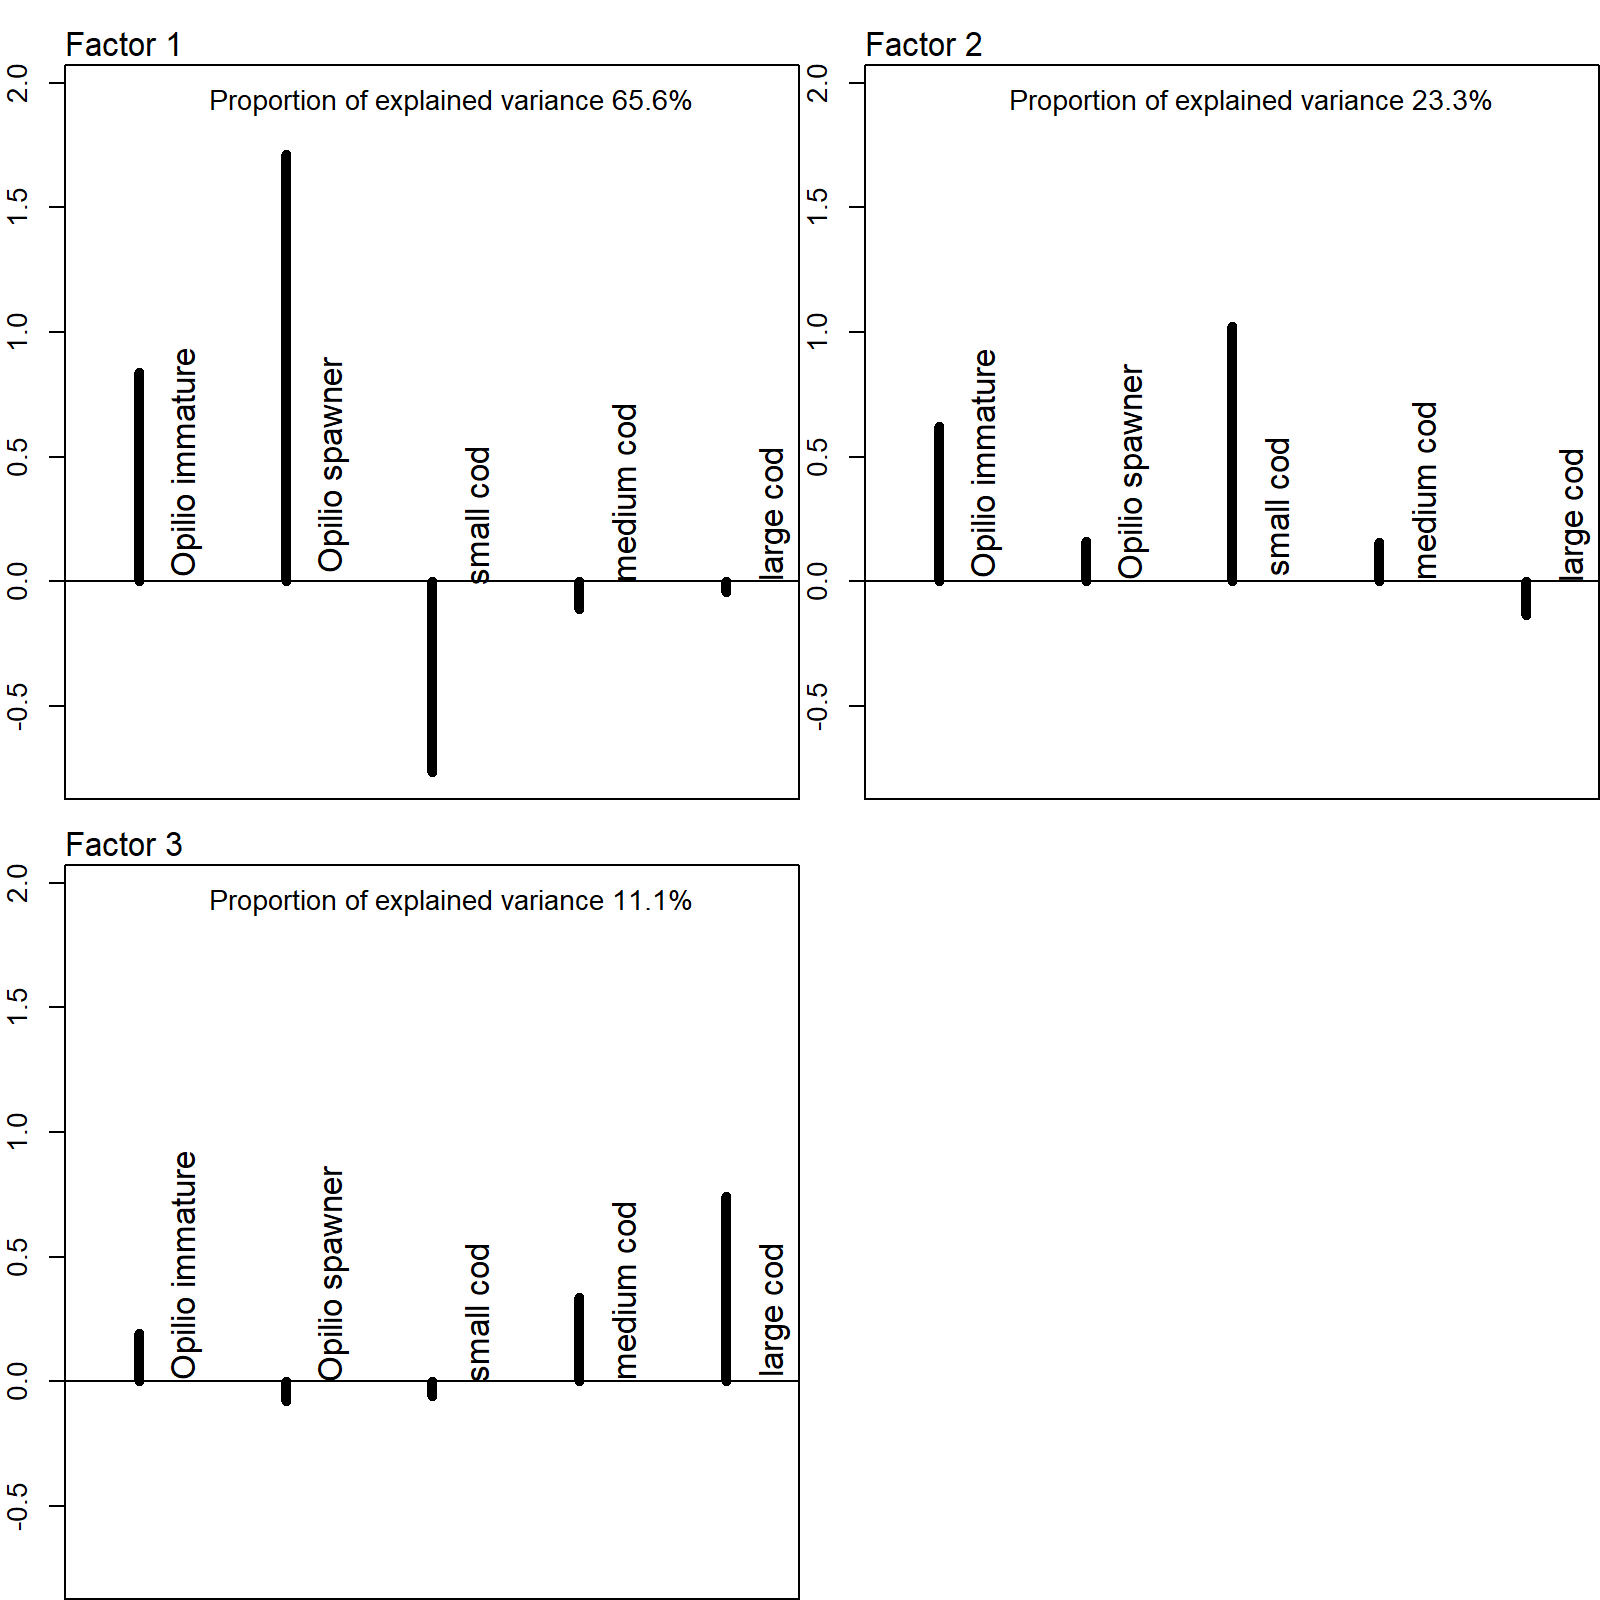 Factor 1
Proportion of explained variance 65.6%
2.0
1.5
1.0
0.5
0.0
-0.5
Opilio immature
Opilio spawner
small cod
medium cod
large cod
Factor 2
Proportion of explained variance 23.3%
2.0
1.5
1.0
0.5
0.0
-0.5
Opilio immature
Opilio spawner
small cod
medium cod
large cod
Factor 3
Proportion of explained variance 11.1%
2.0
1.5
1.0
0.5
0.0
-0.5
Opilio immature
Opilio spawner
small cod
medium cod
large cod